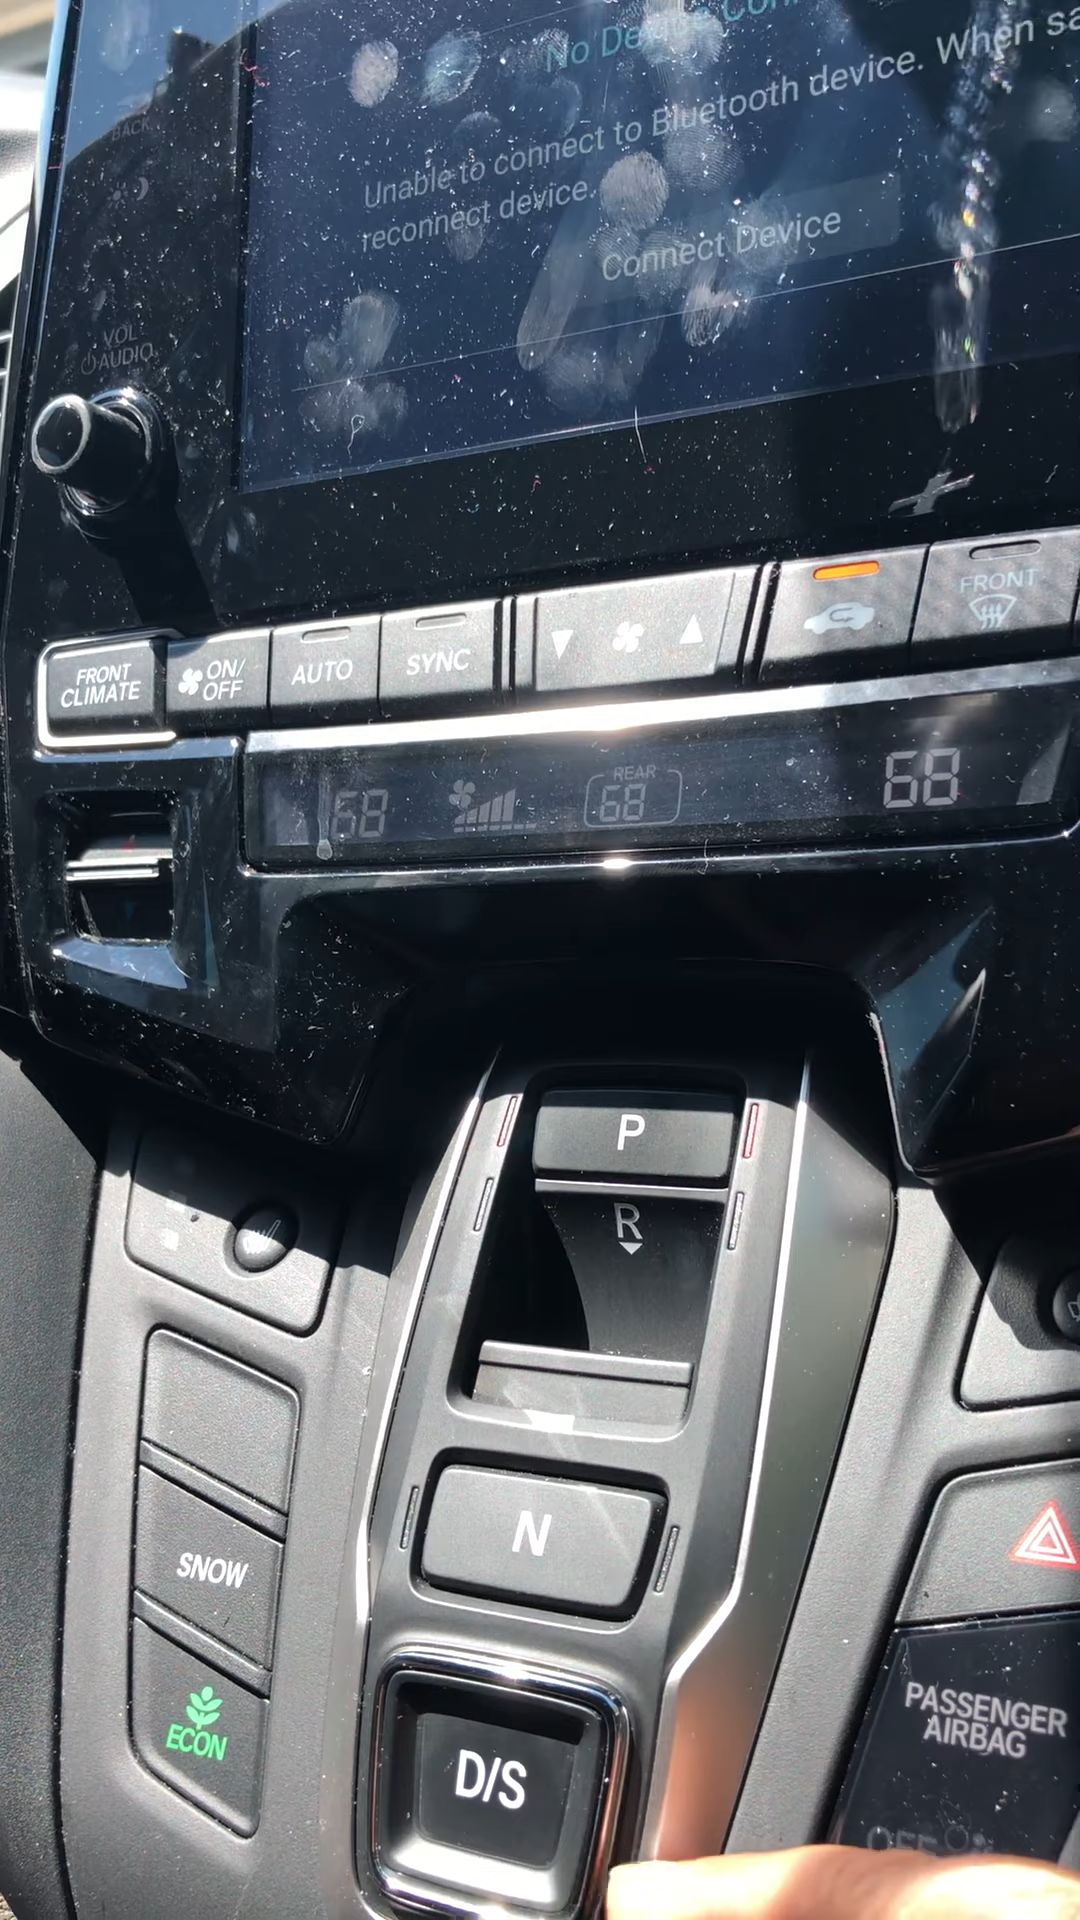 No Device Con
Unable to connect to Bluetooth device. When sa
reconnect device.
Connect Device
BACK
VOL
AUDIO
FRONT
CLIMATE
ON/
OFF
AUTO
SYNC
FRONT
68
REAR
68
68
P
R
N
SNOW
ECON
D/S
PASSENGER
AIRBAG
OFF